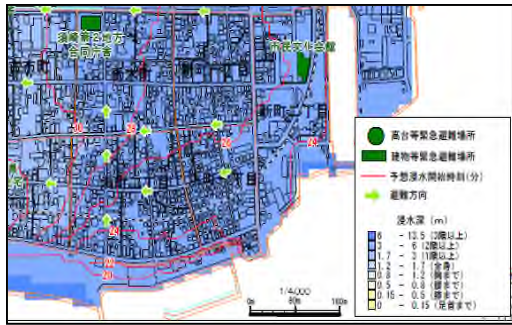 須崎第2地方
合同庁舎
市民文化会館
新町二丁目
30
28
26
24
24
22
高台等緊急避難場所
建物等緊急避難場所
予想浸水開始時刻(分)
避難方向
浸水深 (m)
6 - 13.5 (3階以上)
3 - 6 (2階以上)
1.7 - 3 (1階以上)
1.2 - 1.7 (全身)
0.8 - 1.2 (胸まで)
0.5 - 0.8 (腰まで)
0.15 - 0.5 (膝まで)
0 - 0.15 (足首まで)
1/4,000
0m 80m 160m